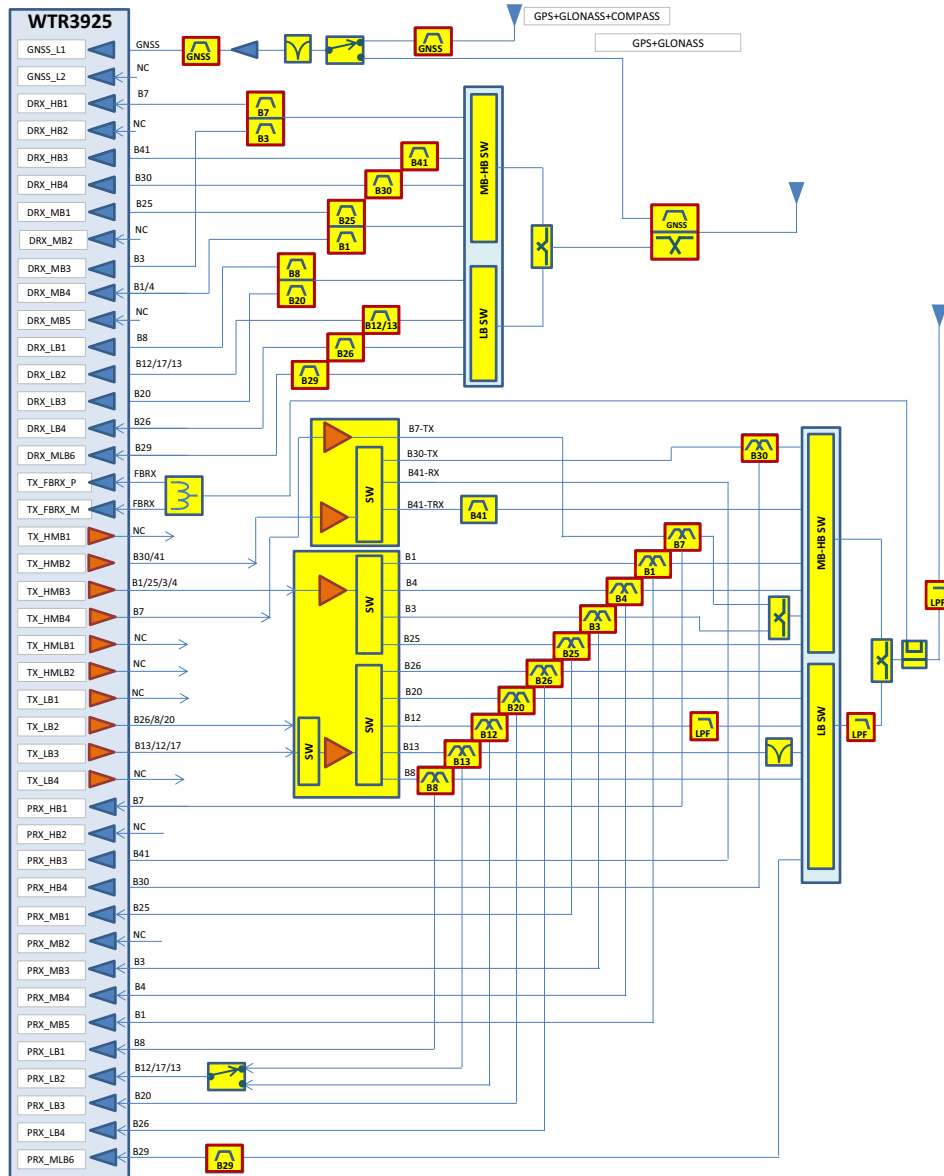 WTR3925
GPS+GLONASS+COMPASS
GPS+GLONASS
GNSS_L1
GNSS
GNSS
GNSS
GNSS_L2
NC
DRX_HB1
B7
B7
DRX_HB2
NC
B3
DRX_HB3
B41
B41
DRX_HB4
B30
B30
MB-HB SW
DRX_MB1
B25
B25
GNSS
DRX_MB2
NC
B1
DRX_MB3
B3
B8
DRX_MB4
B1/4
B20
DRX_MB5
NC
B12/13
LB SW
DRX_LB1
B8
B26
DRX_LB2
B12/17/13
B29
DRX_LB3
B20
DRX_LB4
B26
B7-TX
DRX_MLB6
B29
B30-TX
B30
TX_FBRX_P
FBRX
SW
B41-RX
TX_FBRX_M
FBRX
B41-TRX
B41
MB-HB SW
TX_HMB1
NC
B7
TX_HMB2
B30/41
B1
B1
TX_HMB3
B1/25/3/4
SW
B4
B4
LPF
TX_HMB4
B7
B3
B3
TX_HMLB1
NC
B25
B25
TX_HMLB2
NC
B26
B26
TX_LB1
NC
B20
B20
TX_LB2
B26/8/20
SW
B12
B12
LPF
LB SW
LPF
TX_LB3
B13/12/17
SW
B13
B13
TX_LB4
NC
B8
B8
PRX_HB1
B7
PRX_HB2
NC
PRX_HB3
B41
PRX_HB4
B30
PRX_MB1
B25
PRX_MB2
NC
PRX_MB3
B3
PRX_MB4
B4
PRX_MB5
B1
PRX_LB1
B8
PRX_LB2
B12/17/13
PRX_LB3
B20
PRX_LB4
B26
PRX_MLB6
B29
B29